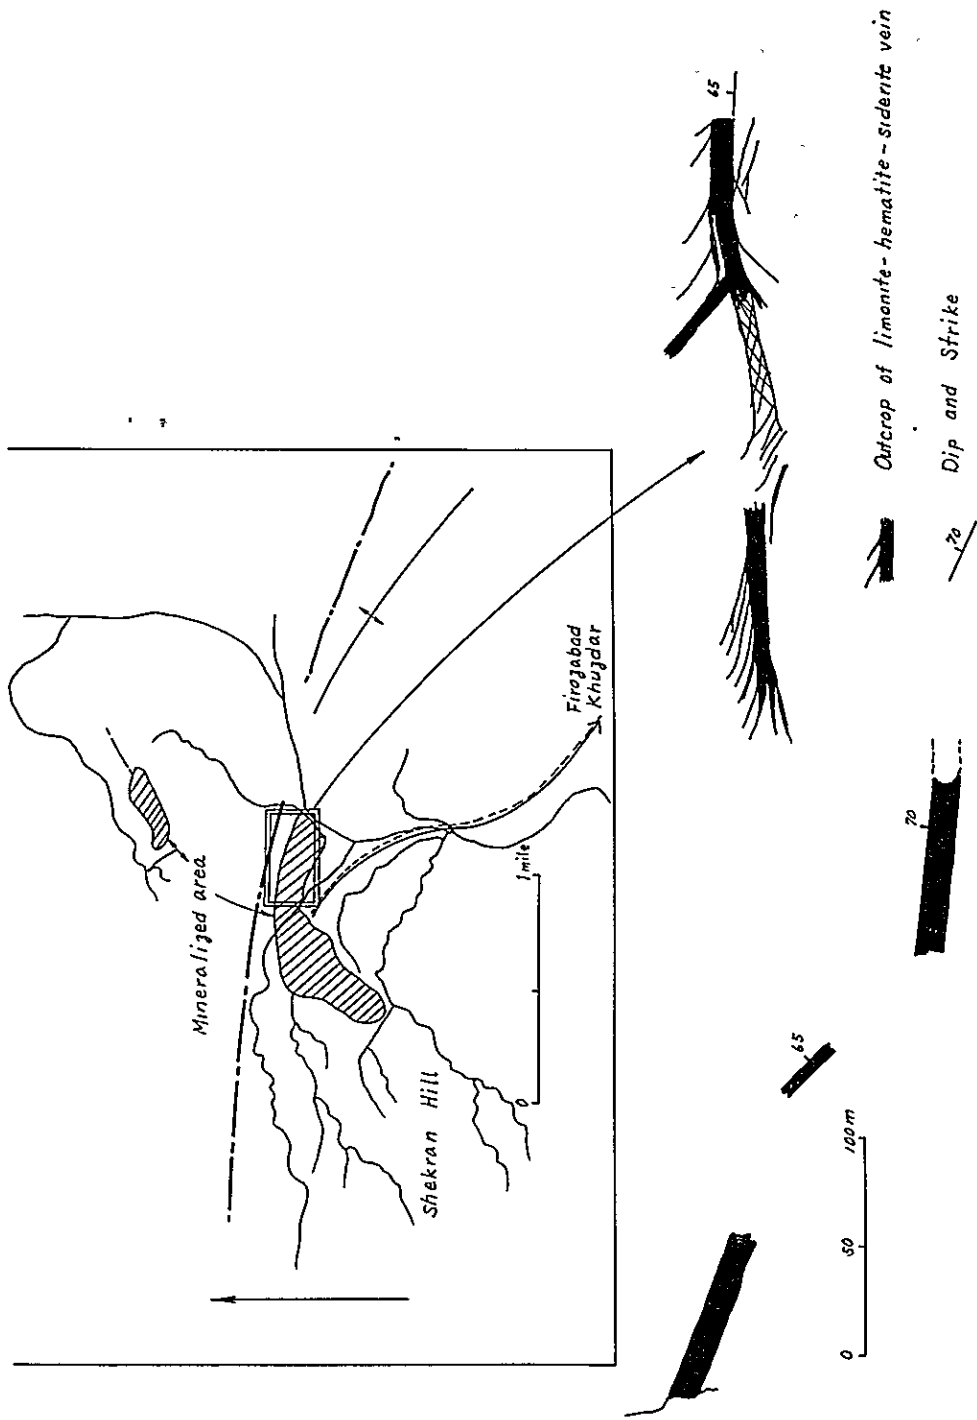 Mineralized area
Shekran Hill
Firozabad
Khuzdar
0
1 mile
65
70
65
0
50
100m
Outcrop of limonite-hematite-siderite vein
70
Dip and Strike